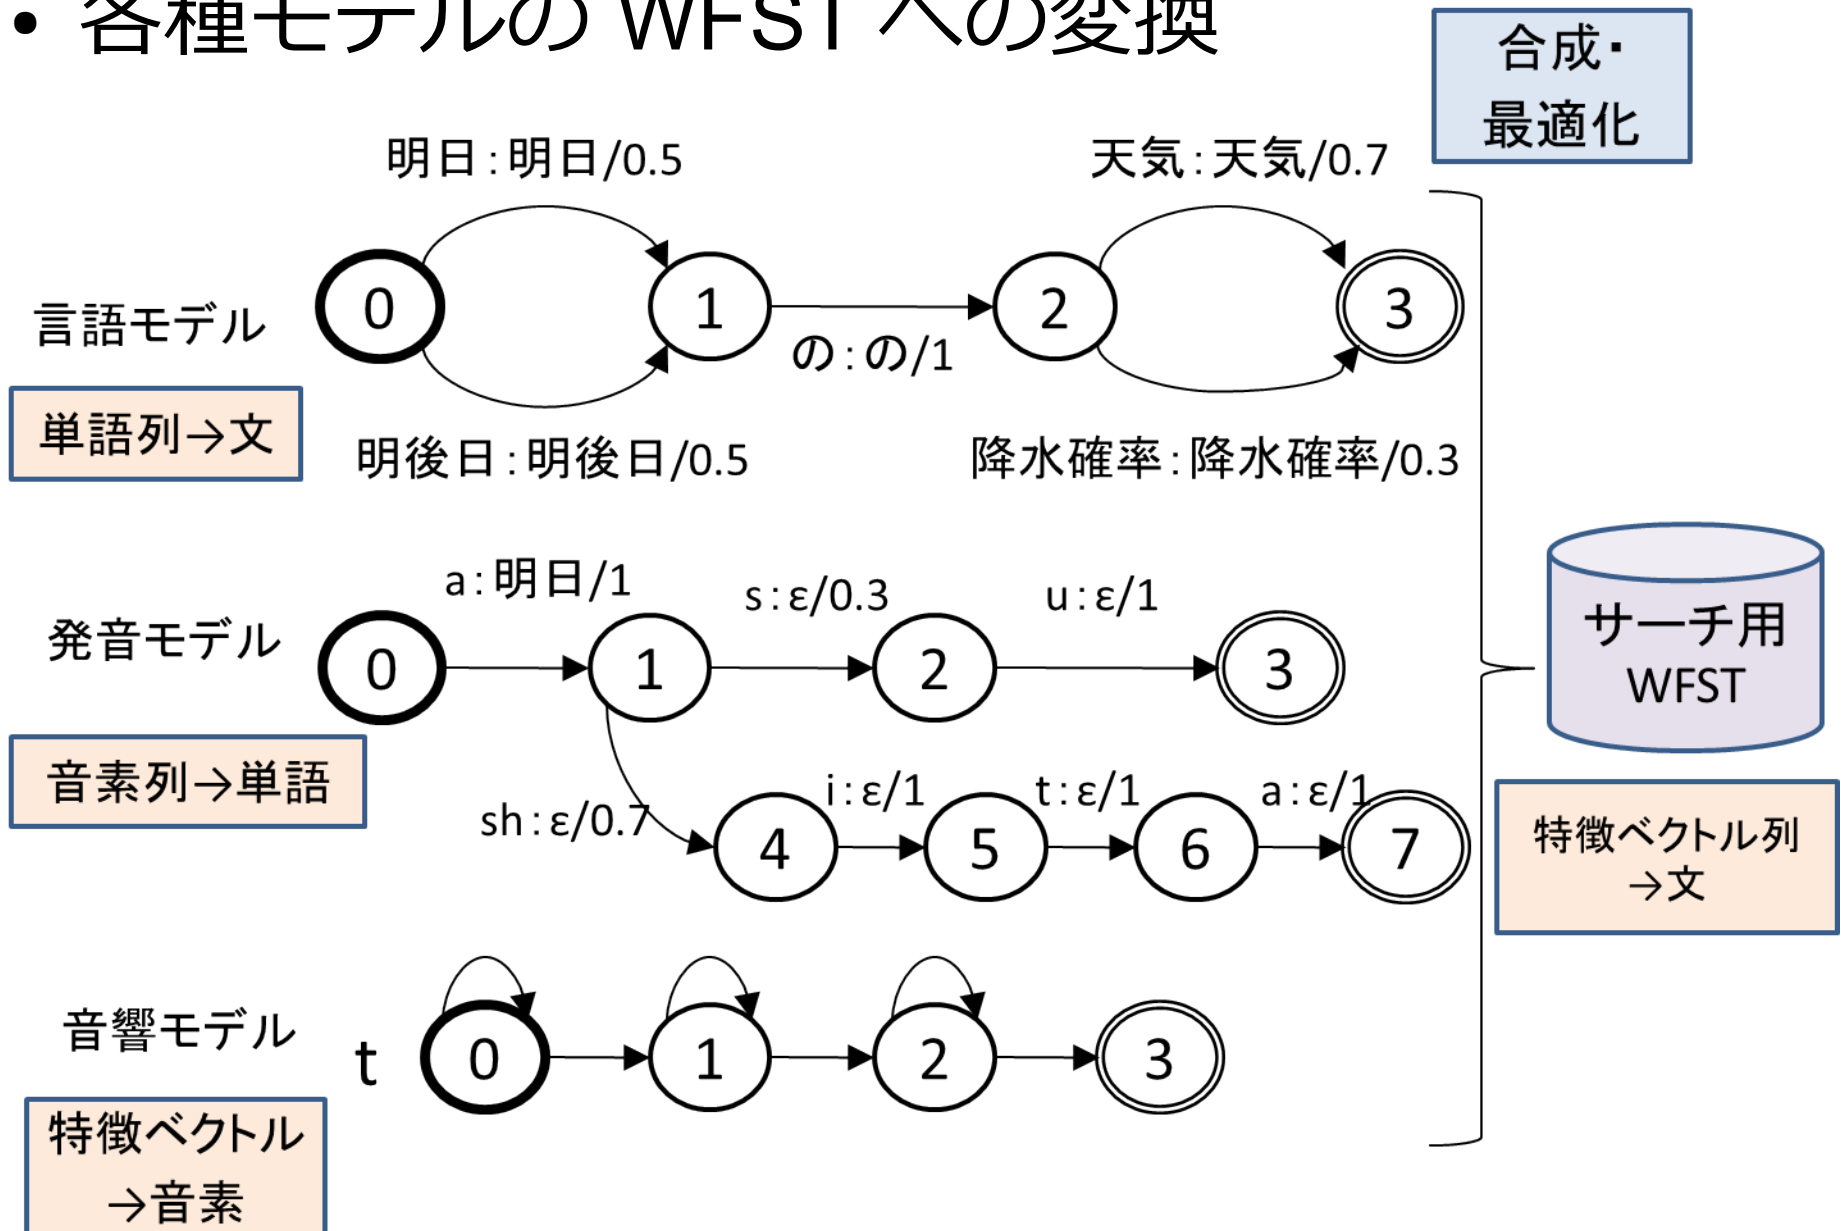 • 各種モデルの WFST への変換
合成・
最適化
明日:明日/0.5
天気:天気/0.7
0
1
2
3
言語モデル
の:の/1
単語列→文
明後日:明後日/0.5
降水確率:降水確率/0.3
a:明日/1
s:ε/0.3
u:ε/1
発音モデル
0
1
2
3
サーチ用
WFST
音素列→単語
sh:ε/0.7
i:ε/1
t:ε/1
a:ε/1
4
5
6
7
特徴ベクトル列
→文
音響モデル
t
0
1
2
3
特徴ベクトル
→音素